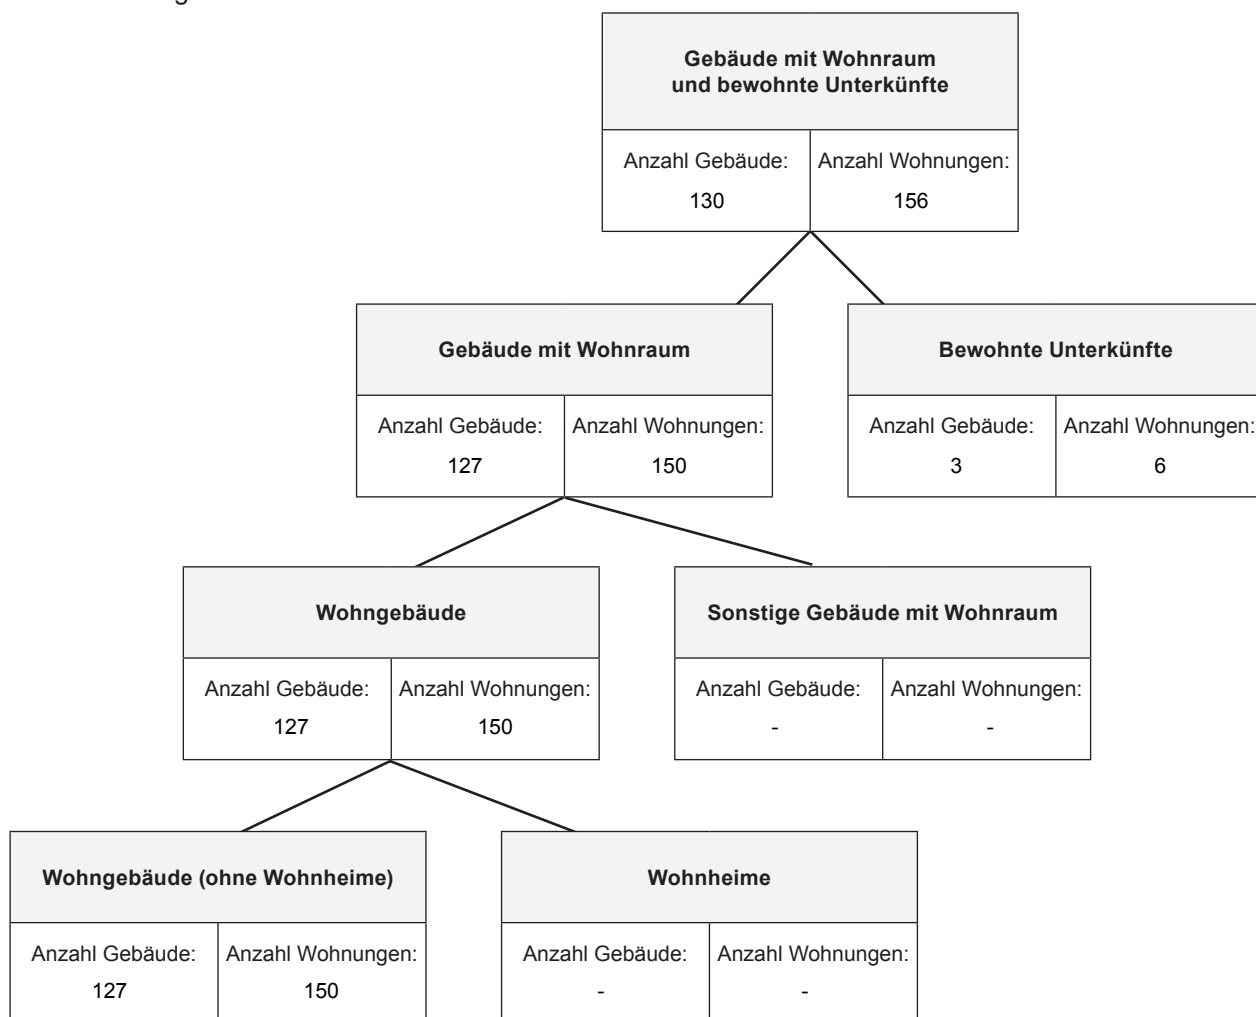 Gebäude mit Wohnraum
und bewohnte Unterkünfte
Anzahl Gebäude: Anzahl Wohnungen:
130 156
Gebäude mit Wohnraum
Bewohnte Unterkünfte
Anzahl Gebäude: Anzahl Wohnungen:
127 150
Anzahl Gebäude: Anzahl Wohnungen:
3 6
Wohngebäude
Sonstige Gebäude mit Wohnraum
Anzahl Gebäude: Anzahl Wohnungen:
127 150
Anzahl Gebäude: Anzahl Wohnungen:
- -
Wohngebäude (ohne Wohnheime)
Wohnheime
Anzahl Gebäude: Anzahl Wohnungen:
127 150
Anzahl Gebäude: Anzahl Wohnungen:
- -